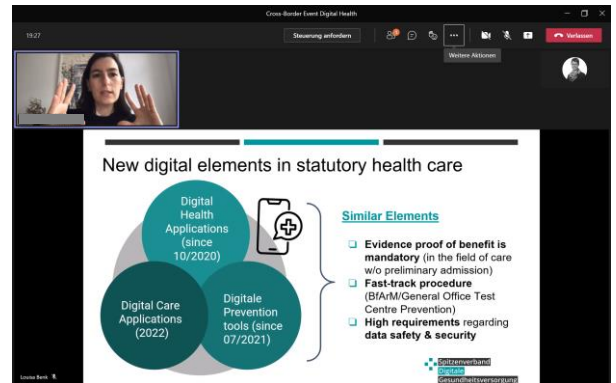 Cross-Border Event Digital Health
19:27
Steuerung anfordern
Verlassen
Weitere Aktionen
New digital elements in statutory health care
Digital
Health
Applications
(since
10/2020)
Digital Care
Applications
(2022)
Digitale
Prevention
tools (since
07/2021)
Similar Elements
Evidence proof of benefit is
mandatory (in the field of care
w/o preliminary admission)
Fast-track procedure
(BfArM/General Office Test
Centre Prevention)
High requirements regarding
data safety & security
Spitzenverband
Digitale
Gesundheitsversorgung
Louisa Benk